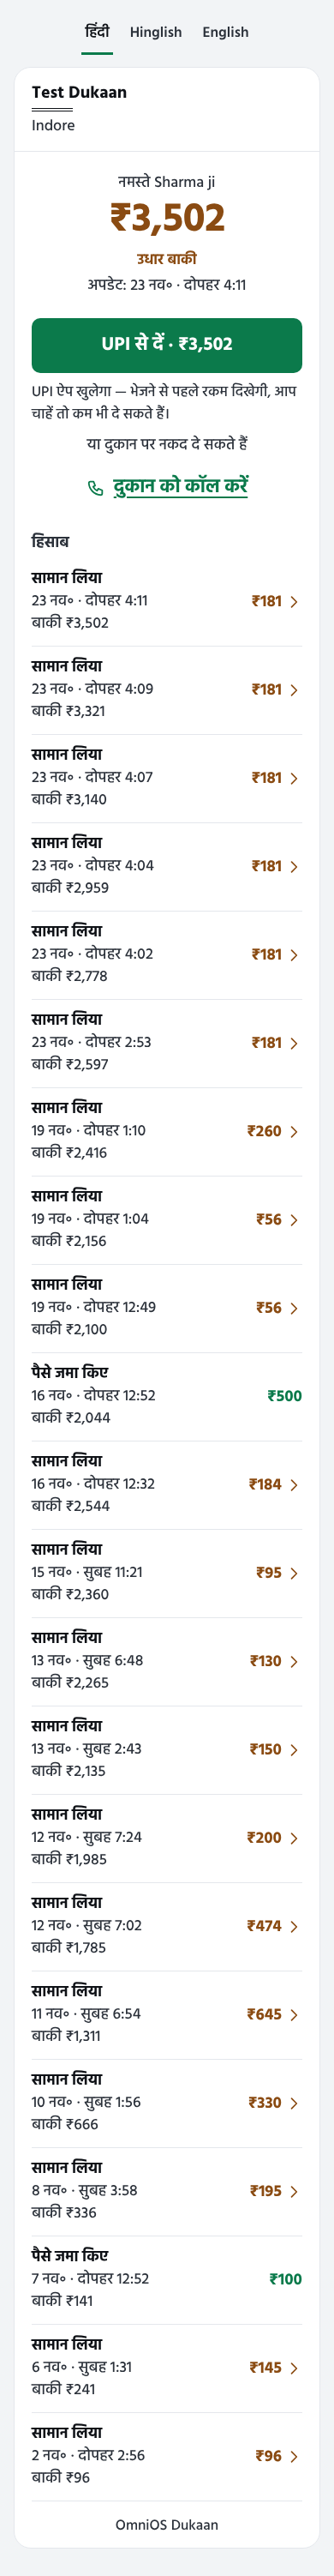 हिंदी Hinglish English
Test Dukaan
Indore
नमस्ते Sharma ji
₹3,502
उधार बाकी
अपडेट: 23 नव॰ · दोपहर 4:11
UPI से दें · ₹3,502
UPI ऐप खुलेगा — भेजने से पहले रकम दिखेगी, आप
चाहें तो कम भी दे सकते हैं।
या दुकान पर नकद दे सकते हैं
दुकान को कॉल करें
हिसाब
सामान लिया
23 नव॰ · दोपहर 4:11 ₹181
बाकी ₹3,502
सामान लिया
23 नव॰ · दोपहर 4:09 ₹181
बाकी ₹3,321
सामान लिया
23 नव॰ · दोपहर 4:07 ₹181
बाकी ₹3,140
सामान लिया
23 नव॰ · दोपहर 4:04 ₹181
बाकी ₹2,959
सामान लिया
23 नव॰ · दोपहर 4:02 ₹181
बाकी ₹2,778
सामान लिया
23 नव॰ · दोपहर 2:53 ₹181
बाकी ₹2,597
सामान लिया
19 नव॰ · दोपहर 1:10 ₹260
बाकी ₹2,416
सामान लिया
19 नव॰ · दोपहर 1:04 ₹56
बाकी ₹2,156
सामान लिया
19 नव॰ · दोपहर 12:49 ₹56
बाकी ₹2,100
पैसे जमा किए
16 नव॰ · दोपहर 12:52 ₹500
बाकी ₹2,044
सामान लिया
16 नव॰ · दोपहर 12:32 ₹184
बाकी ₹2,544
सामान लिया
15 नव॰ · सुबह 11:21 ₹95
बाकी ₹2,360
सामान लिया
13 नव॰ · सुबह 6:48 ₹130
बाकी ₹2,265
सामान लिया
13 नव॰ · सुबह 2:43 ₹150
बाकी ₹2,135
सामान लिया
12 नव॰ · सुबह 7:24 ₹200
बाकी ₹1,985
सामान लिया
12 नव॰ · सुबह 7:02 ₹474
बाकी ₹1,785
सामान लिया
11 नव॰ · सुबह 6:54 ₹645
बाकी ₹1,311
सामान लिया
10 नव॰ · सुबह 1:56 ₹330
बाकी ₹666
सामान लिया
8 नव॰ · सुबह 3:58 ₹195
बाकी ₹336
पैसे जमा किए
7 नव॰ · दोपहर 12:52 ₹100
बाकी ₹141
सामान लिया
6 नव॰ · सुबह 1:31 ₹145
बाकी ₹241
सामान लिया
2 नव॰ · दोपहर 2:56 ₹96
बाकी ₹96
OmniOS Dukaan